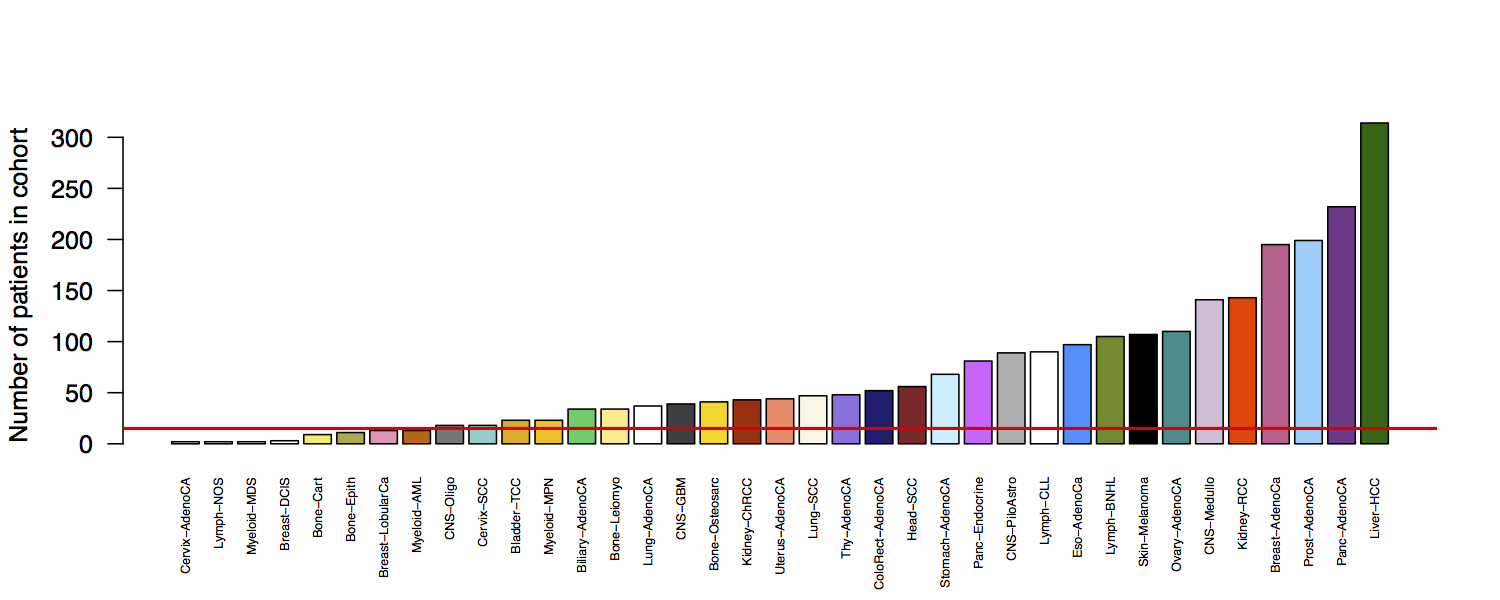 Number of patients in cohort
300
250
200
150
100
50
0
Cervix−AdenoCA
Lymph−NOS
Myeloid−MDS
Breast−DCIS
Bone−Cart
Bone−Epith
Breast−LobularCa
Myeloid−AML
CNS−Oligo
Cervix−SCC
Bladder−TCC
Myeloid−MPN
Biliary−AdenoCA
Bone−Leiomyo
Lung−AdenoCA
CNS−GBM
Bone−Osteosarc
Kidney−ChRCC
Uterus−AdenoCA
Lung−SCC
Thy−AdenoCA
ColoRect−AdenoCA
Head−SCC
Stomach−AdenoCA
Panc−Endocrine
CNS−PiloAstro
Lymph−CLL
Eso−AdenoCa
Lymph−BNHL
Skin−Melanoma
Ovary−AdenoCA
CNS−Medullo
Kidney−RCC
Breast−AdenoCa
Prost−AdenoCA
Panc−AdenoCA
Liver−HCC